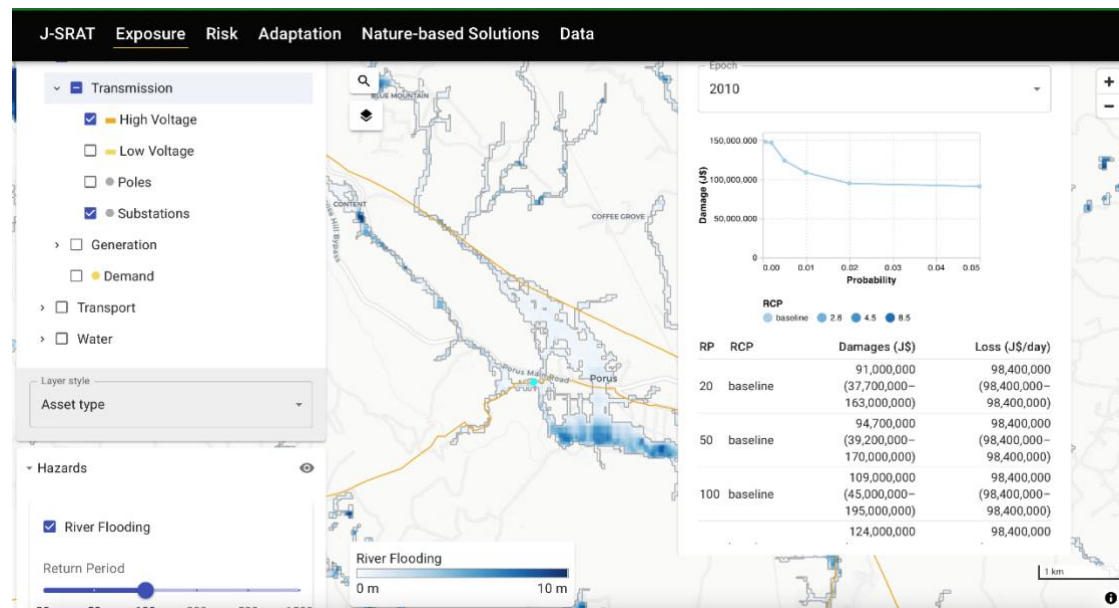 J-SRAT Exposure Risk Adaptation Nature-based Solutions Data
Transmission
High Voltage
Low Voltage
Poles
Substations
Generation
Demand
Transport
Water
Layer style
Asset type
Hazards
River Flooding
Return Period
BLUE MOUNTAIN
CONTENT
Hill Bypass
COFFEE GROVE
Porus Main Road
Porus
River Flooding
0 m 10 m
Epoch
2010
150,000,000
100,000,000
50,000,000
0
Damage (J$)
0.00 0.01 0.02 0.03 0.04 0.05
Probability
RCP
baseline 2.6 4.5 8.5
RP RCP Damages (J$) Loss (J$/day)
91,000,000 98,400,000
20 baseline (37,700,000– (98,400,000–
163,000,000) 98,400,000)
94,700,000 98,400,000
50 baseline (39,200,000– (98,400,000–
170,000,000) 98,400,000)
109,000,000 98,400,000
100 baseline (45,000,000– (98,400,000–
195,000,000) 98,400,000)
124,000,000 98,400,000
+
−
1 km